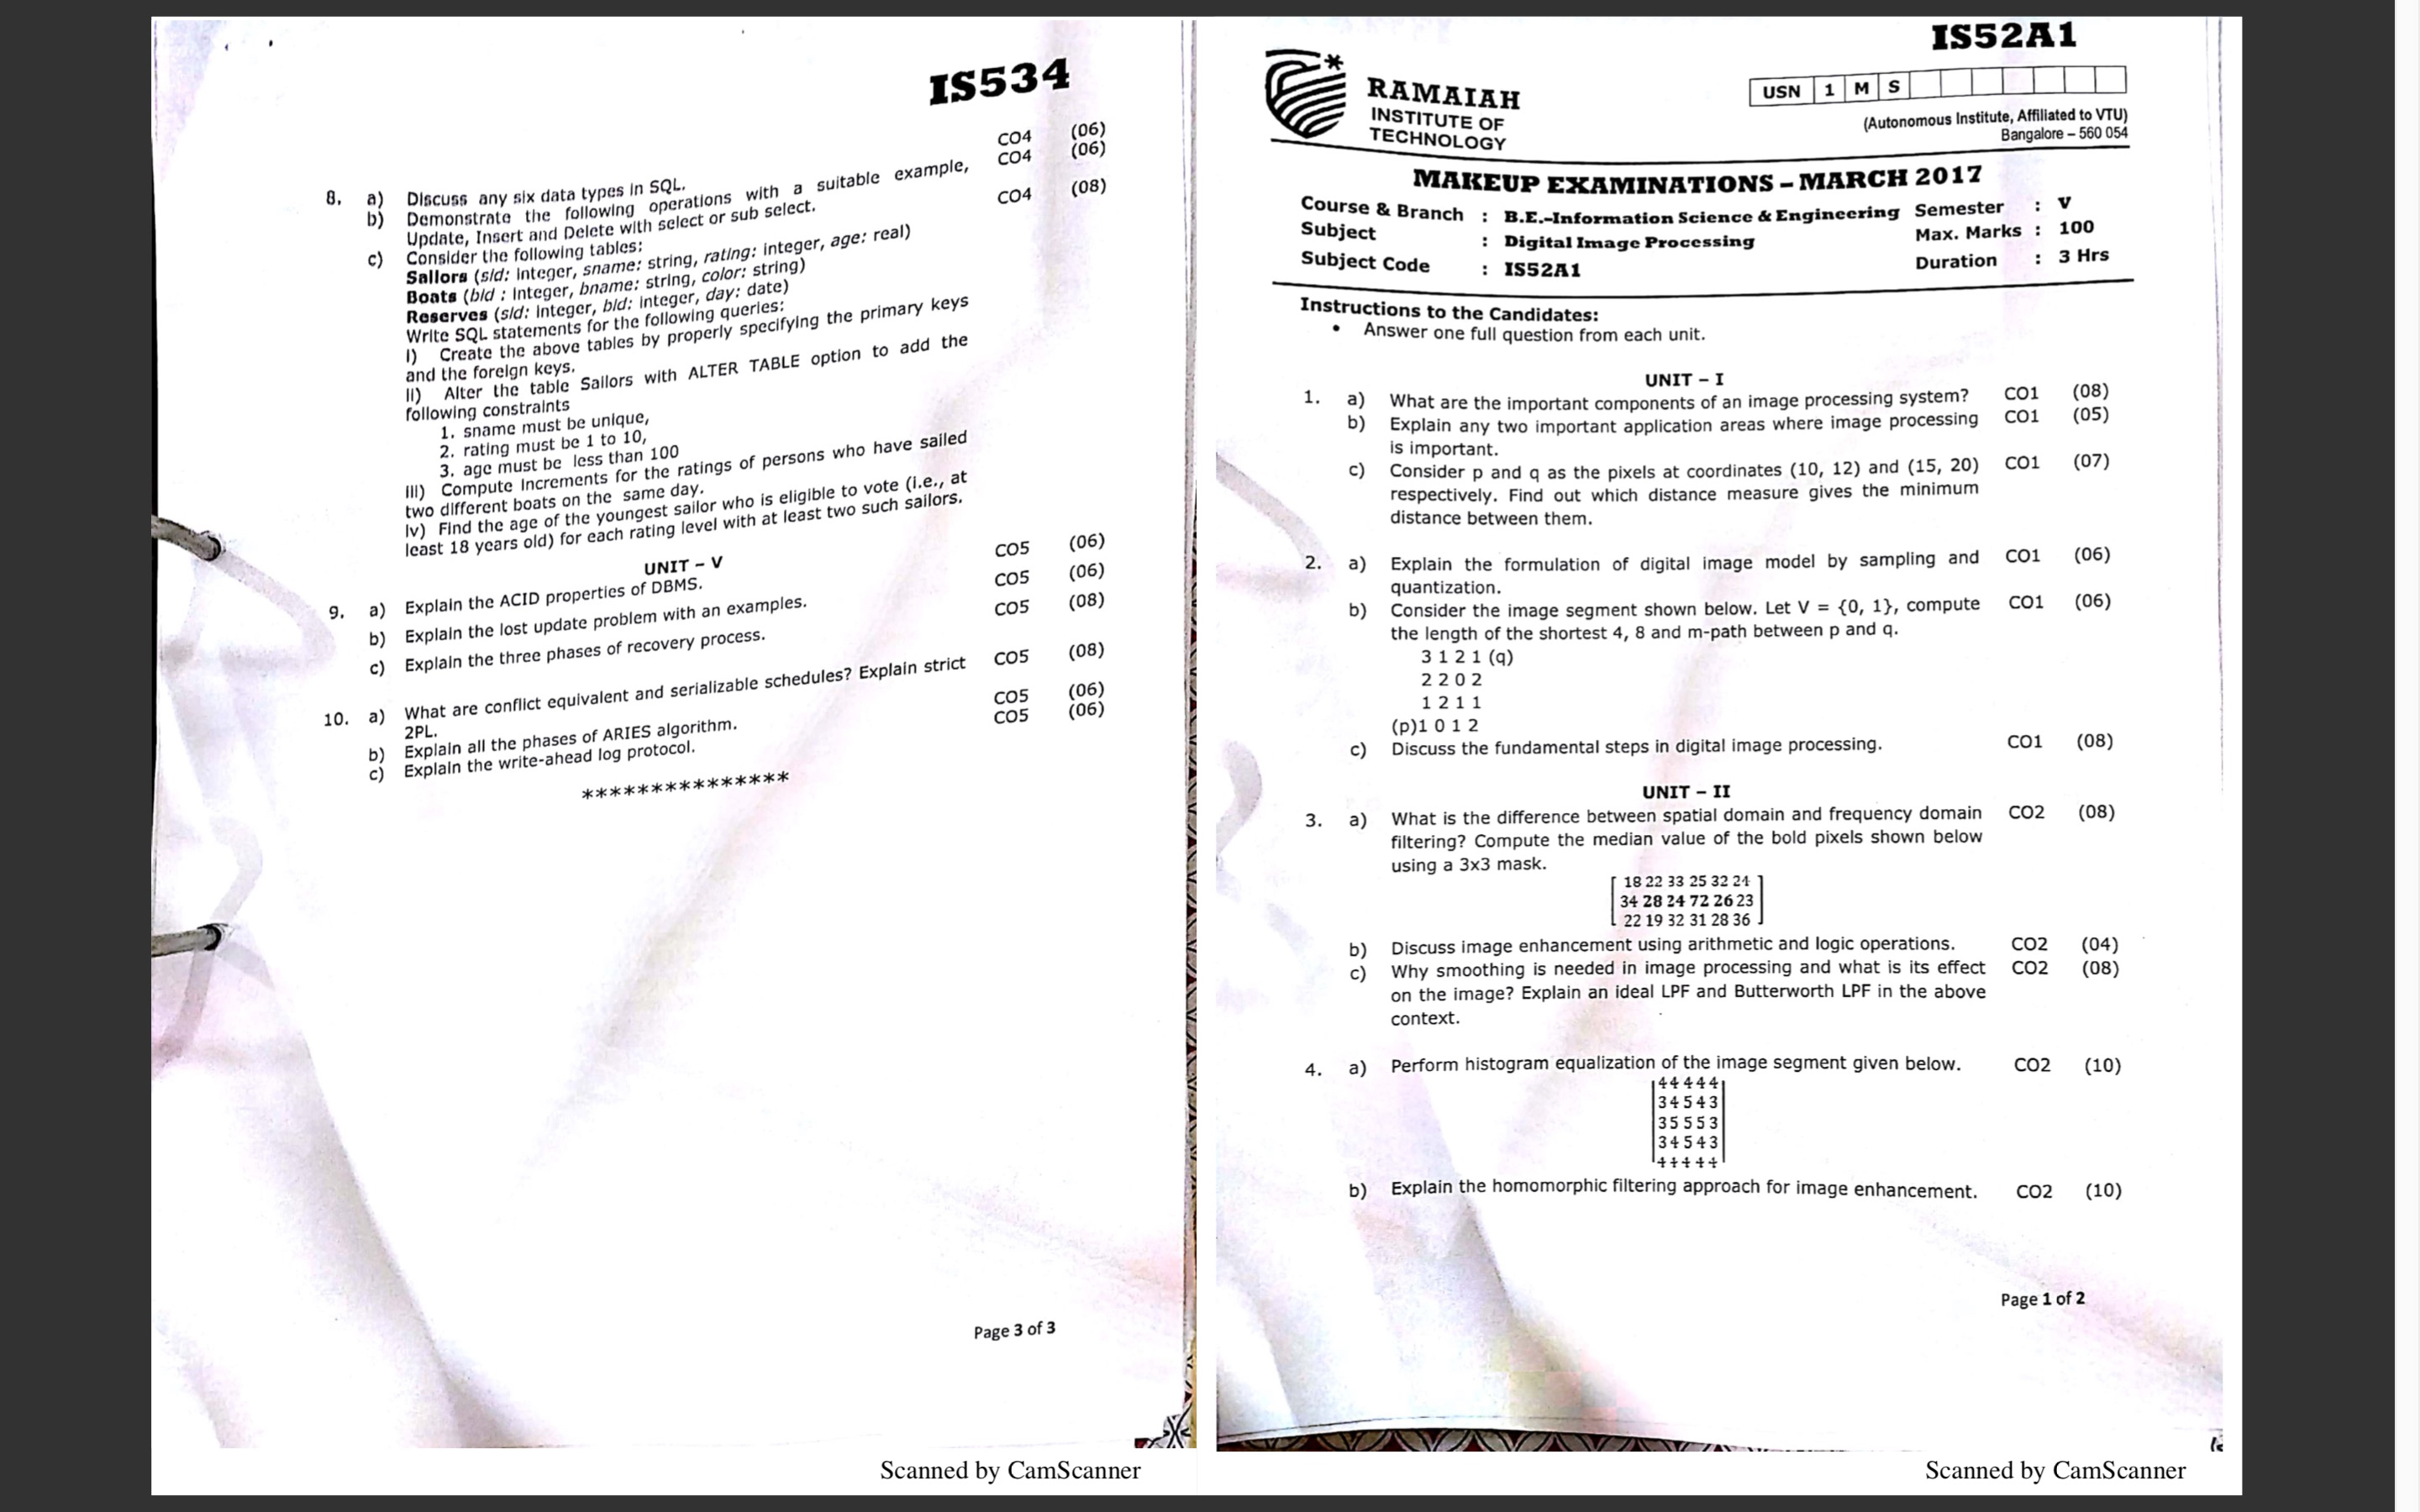 IS534
8. a) Discuss any six data types in SQL. CO4 (06)
b) Demonstrate the following operations with a suitable example, CO4 (06)
Update, Insert and Delete with select or sub select.
c) Consider the following tables: CO4 (08)
Sailors (sid: integer, sname: string, rating: integer, age: real)
Boats (bid : integer, bname: string, color: string)
Reserves (sid: integer, bid: integer, day: date)
Write SQL statements for the following queries:
i) Create the above tables by properly specifying the primary keys
and the foreign keys.
ii) Alter the table Sailors with ALTER TABLE option to add the
following constraints
1. sname must be unique,
2. rating must be 1 to 10,
3. age must be less than 100
iii) Compute increments for the ratings of persons who have sailed
two different boats on the same day.
iv) Find the age of the youngest sailor who is eligible to vote (i.e., at
least 18 years old) for each rating level with at least two such sailors.
UNIT – V
9. a) Explain the ACID properties of DBMS. CO5 (06)
b) Explain the lost update problem with an examples. CO5 (06)
c) Explain the three phases of recovery process. CO5 (08)
10. a) What are conflict equivalent and serializable schedules? Explain strict CO5 (08)
2PL.
b) Explain all the phases of ARIES algorithm. CO5 (06)
c) Explain the write-ahead log protocol. CO5 (06)
***************
Page 3 of 3
Scanned by CamScanner
IS52A1
RAMAIAH
INSTITUTE OF
TECHNOLOGY
USN 1 M S
(Autonomous Institute, Affiliated to VTU)
Bangalore – 560 054
MAKEUP EXAMINATIONS – MARCH 2017
Course & Branch : B.E.-Information Science & Engineering Semester : V
Subject : Digital Image Processing Max. Marks : 100
Subject Code : IS52A1 Duration : 3 Hrs
Instructions to the Candidates:
• Answer one full question from each unit.
UNIT – I
1. a) What are the important components of an image processing system? CO1 (08)
b) Explain any two important application areas where image processing CO1 (05)
is important.
c) Consider p and q as the pixels at coordinates (10, 12) and (15, 20) CO1 (07)
respectively. Find out which distance measure gives the minimum
distance between them.
2. a) Explain the formulation of digital image model by sampling and CO1 (06)
quantization.
b) Consider the image segment shown below. Let V = {0, 1}, compute CO1 (06)
the length of the shortest 4, 8 and m-path between p and q.
3 1 2 1 (q)
2 2 0 2
1 2 1 1
(p)1 0 1 2
c) Discuss the fundamental steps in digital image processing. CO1 (08)
UNIT – II
3. a) What is the difference between spatial domain and frequency domain CO2 (08)
filtering? Compute the median value of the bold pixels shown below
using a 3x3 mask.
18 22 33 25 32 24
34 28 24 72 26 23
22 19 32 31 28 36
b) Discuss image enhancement using arithmetic and logic operations. CO2 (04)
c) Why smoothing is needed in image processing and what is its effect CO2 (08)
on the image? Explain an ideal LPF and Butterworth LPF in the above
context.
4. a) Perform histogram equalization of the image segment given below. CO2 (10)
4 4 4 4 4
3 4 5 4 3
3 5 5 5 3
3 4 5 4 3
4 4 4 4 4
b) Explain the homomorphic filtering approach for image enhancement. CO2 (10)
Page 1 of 2
Scanned by CamScanner